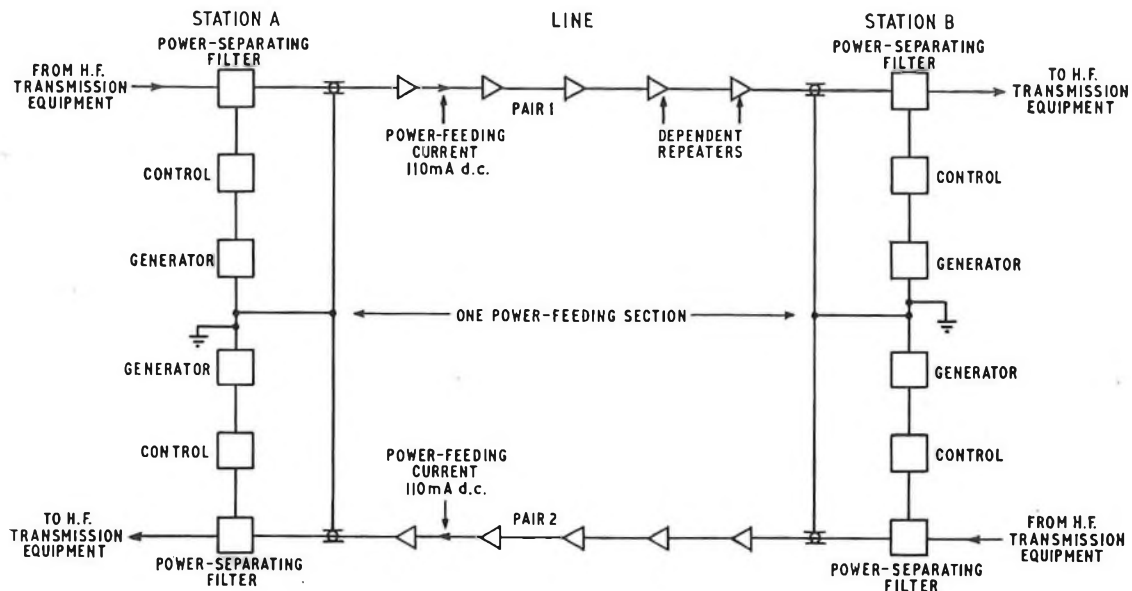 STATION A
LINE
STATION B
POWER-SEPARATING
FILTER
POWER-SEPARATING
FILTER
FROM H.F.
TRANSMISSION
EQUIPMENT
TO H.F.
TRANSMISSION
EQUIPMENT
PAIR 1
POWER-FEEDING
CURRENT
110mA d.c.
DEPENDENT
REPEATERS
CONTROL
CONTROL
GENERATOR
GENERATOR
ONE POWER-FEEDING SECTION
GENERATOR
GENERATOR
CONTROL
CONTROL
POWER-FEEDING
CURRENT
110mA d.c.
PAIR 2
TO H.F.
TRANSMISSION
EQUIPMENT
FROM H.F.
TRANSMISSION
EQUIPMENT
POWER-SEPARATING
FILTER
POWER-SEPARATING
FILTER